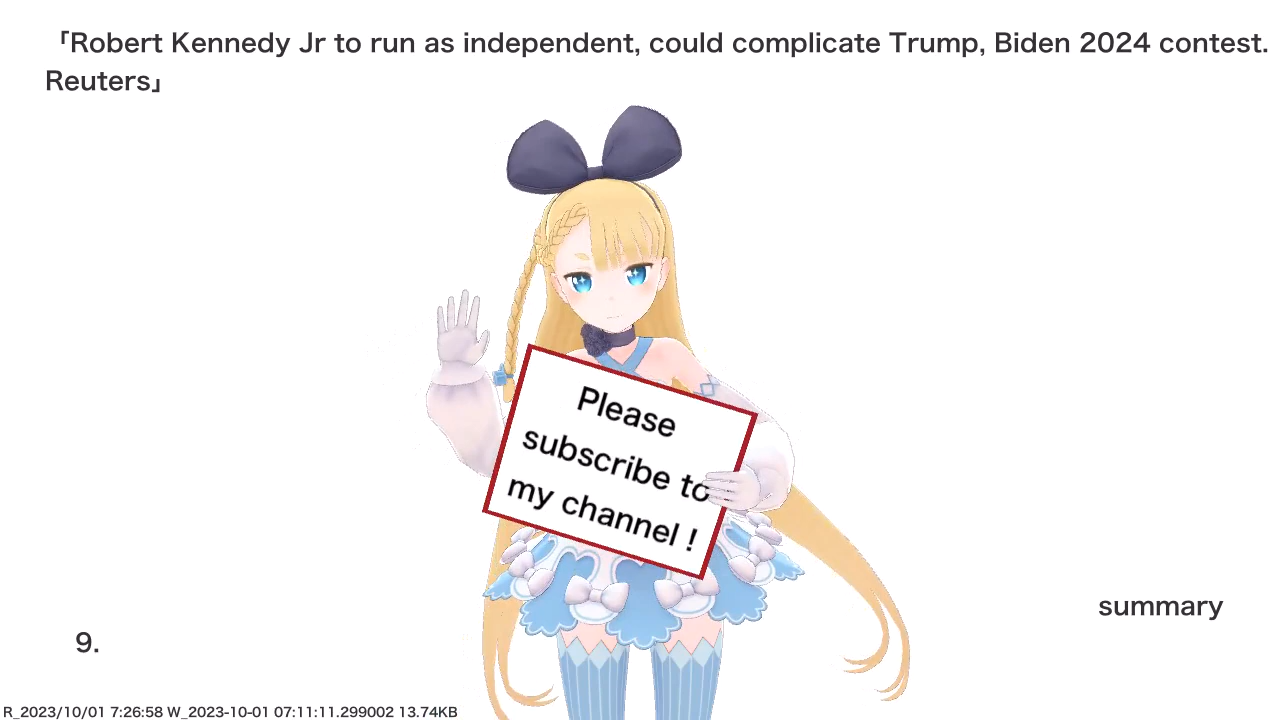 「Robert Kennedy Jr to run as independent, could complicate Trump, Biden 2024 contest.
Reuters」
Please
subscribe to
my channel !
summary
9.
R_2023/10/01 7:26:58 W_2023-10-01 07:11:11.299002 13.74KB